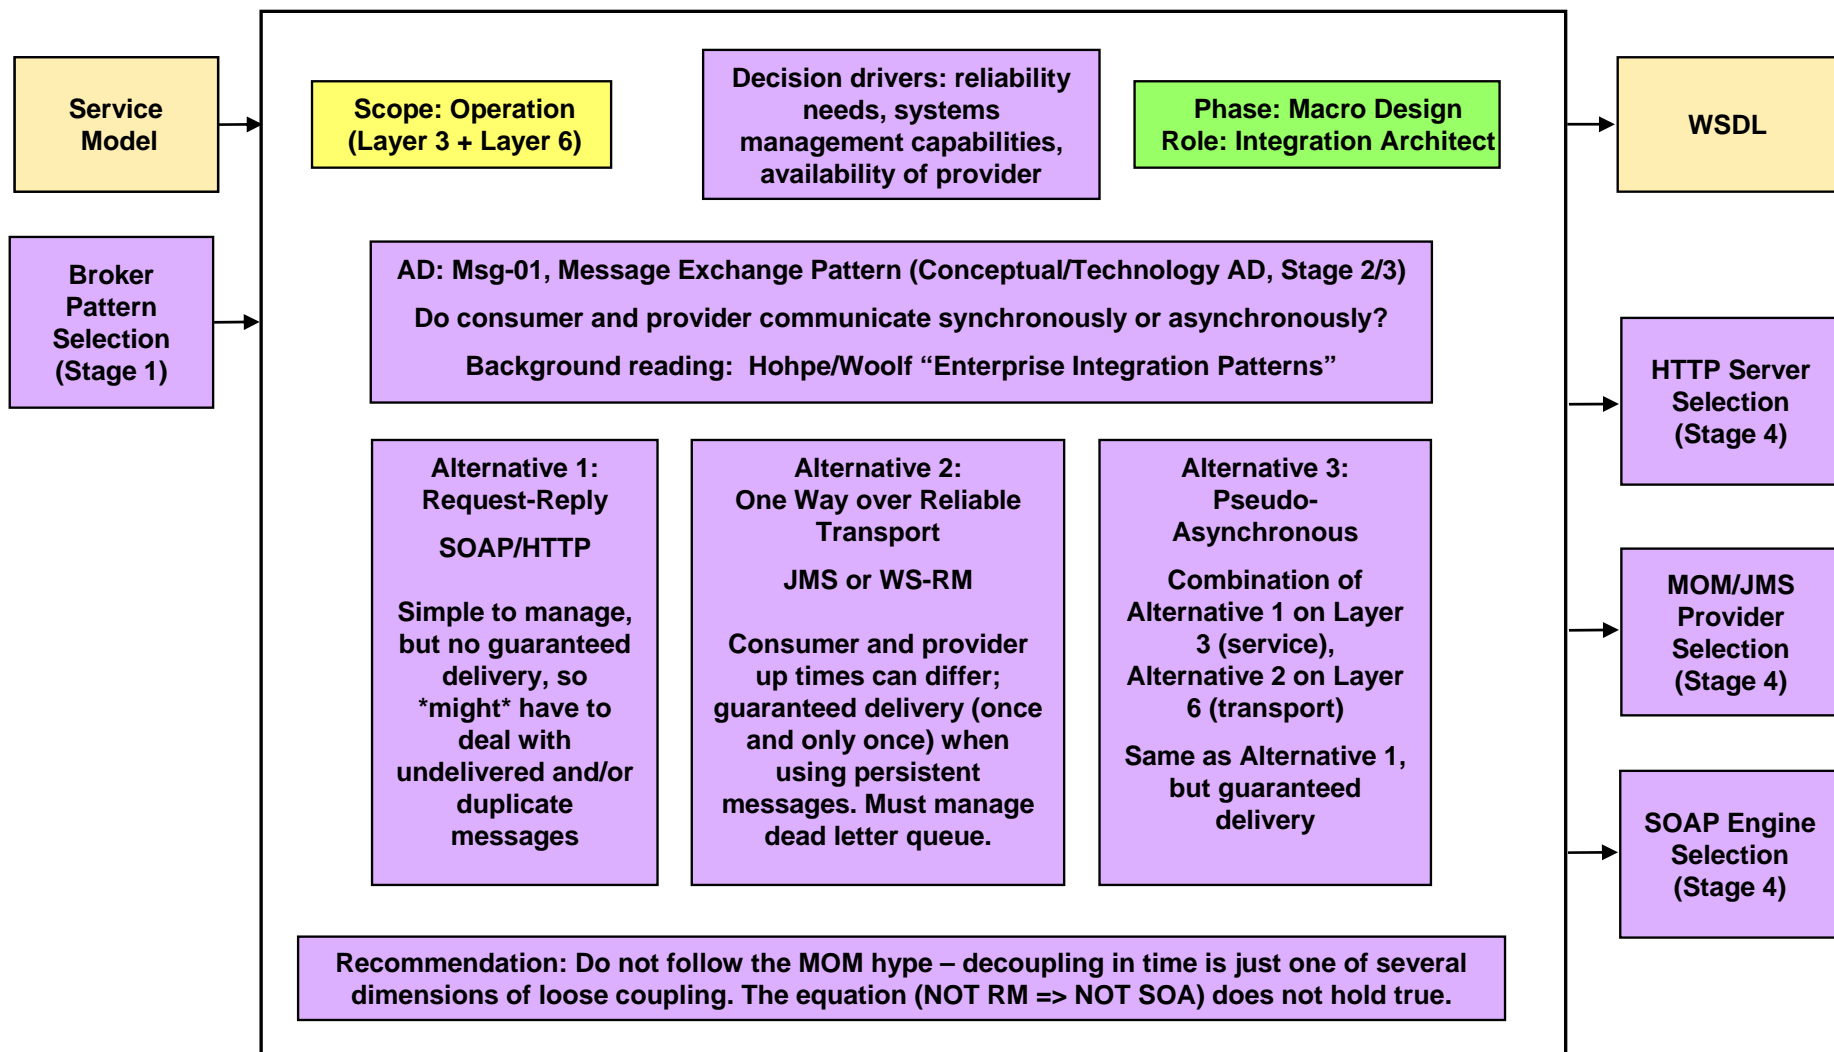 Service
Model
Scope: Operation
(Layer 3 + Layer 6)
Decision drivers: reliability
needs, systems
management capabilities,
availability of provider
Phase: Macro Design
Role: Integration Architect
WSDL
Broker
Pattern
Selection
(Stage 1)
AD: Msg-01, Message Exchange Pattern (Conceptual/Technology AD, Stage 2/3)
Do consumer and provider communicate synchronously or asynchronously?
Background reading: Hohpe/Woolf “Enterprise Integration Patterns”
HTTP Server
Selection
(Stage 4)
Alternative 1:
Request-Reply
SOAP/HTTP
Simple to manage,
but no guaranteed
delivery, so
*might* have to
deal with
undelivered and/or
duplicate
messages
Alternative 2:
One Way over Reliable
Transport
JMS or WS-RM
Consumer and provider
up times can differ;
guaranteed delivery (once
and only once) when
using persistent
messages. Must manage
dead letter queue.
Alternative 3:
Pseudo-
Asynchronous
Combination of
Alternative 1 on Layer
3 (service),
Alternative 2 on Layer
6 (transport)
Same as Alternative 1,
but guaranteed
delivery
MOM/JMS
Provider
Selection
(Stage 4)
SOAP Engine
Selection
(Stage 4)
Recommendation: Do not follow the MOM hype – decoupling in time is just one of several
dimensions of loose coupling. The equation (NOT RM => NOT SOA) does not hold true.